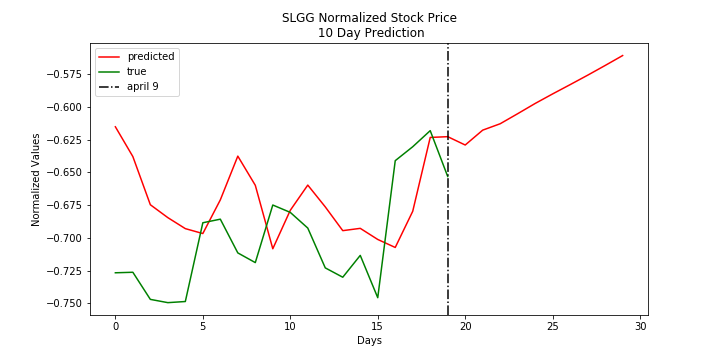 SLGG Normalized Stock Price
10 Day Prediction
predicted
true
april 9
Normalized Values
−0.575
−0.600
−0.625
−0.650
−0.675
−0.700
−0.725
−0.750
0 5 10 15 20 25 30
Days